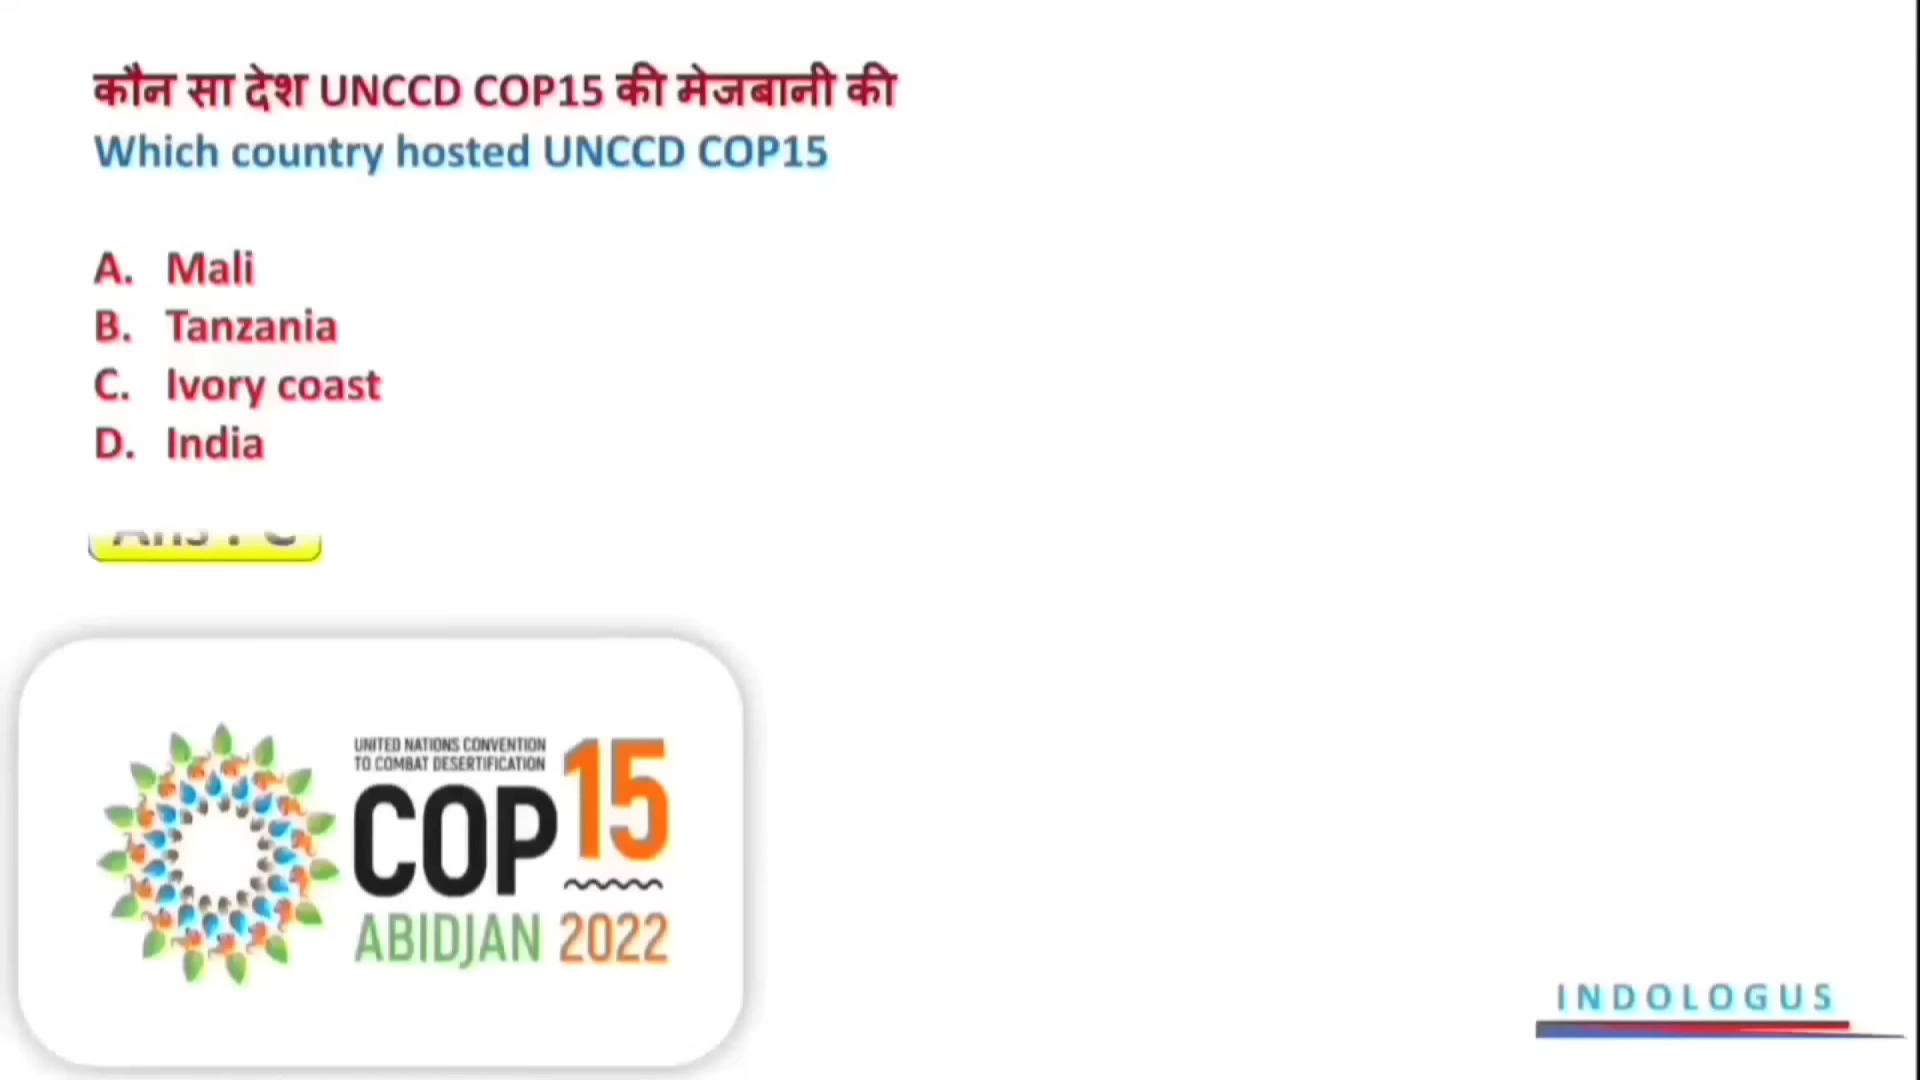 कौन सा देश UNCCD COP15 की मेजबानी की
Which country hosted UNCCD COP15
A. Mali
B. Tanzania
C. Ivory coast
D. India
Ans : C
UNITED NATIONS CONVENTION
TO COMBAT DESERTIFICATION
COP15
ABIDJAN 2022
INDOLOGUS